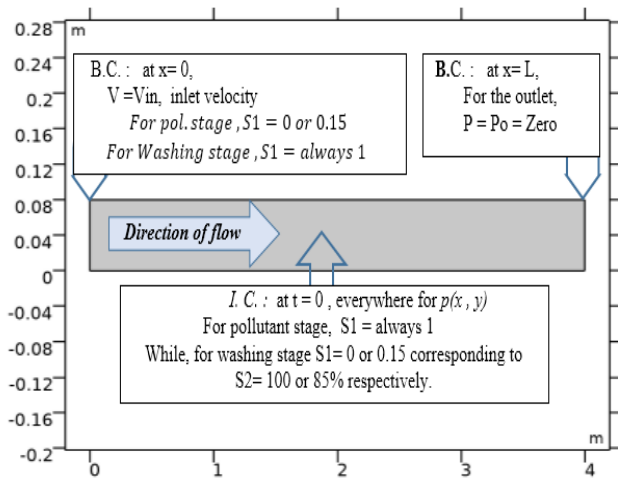 0.28
m
0.24
0.2
0.16
0.12
0.08
0.04
0
-0.04
-0.08
-0.12
-0.16
-0.2
B.C. : at x= 0,
V =Vin, inlet velocity
For pol.stage ,S1 = 0 or 0.15
For Washing stage ,S1 = always 1
B.C. : at x= L,
For the outlet,
P = Po = Zero
Direction of flow
I. C. : at t = 0 , everywhere for p(x , y)
For pollutant stage, S1 = always 1
While, for washing stage S1= 0 or 0.15 corresponding to
S2= 100 or 85% respectively.
m
0 1 2 3 4